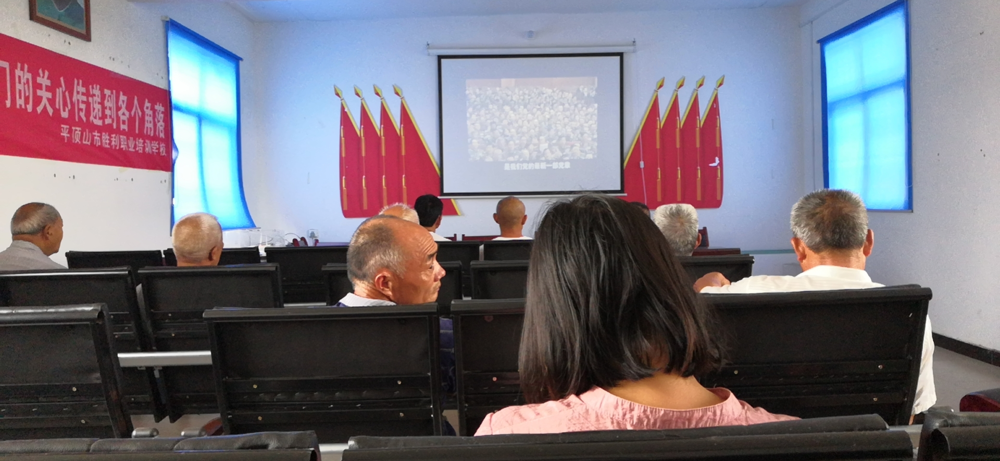 的关心传递到各个角落
平顶山市胜利职业培训学校
是我们党的最新一部党章